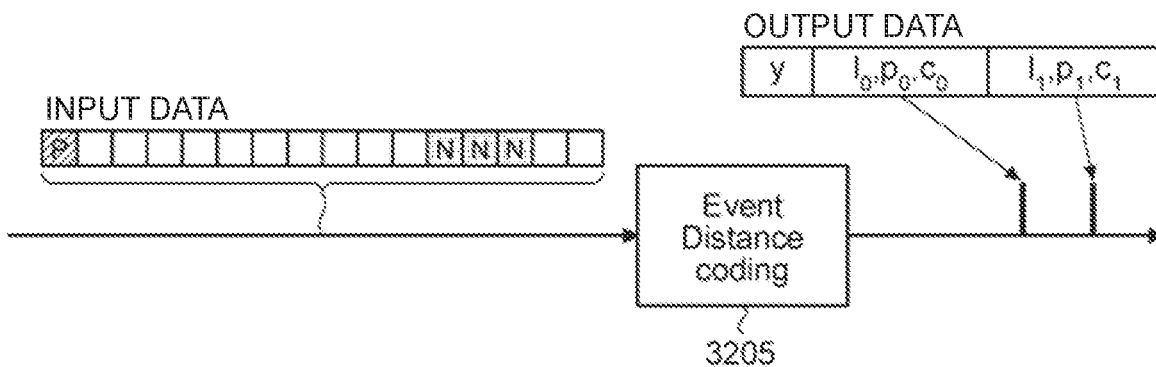 OUTPUT DATA
y l₀,p₀,c₀ l₁,p₁,c₁
INPUT DATA
P N N N
Event
Distance
coding
3205